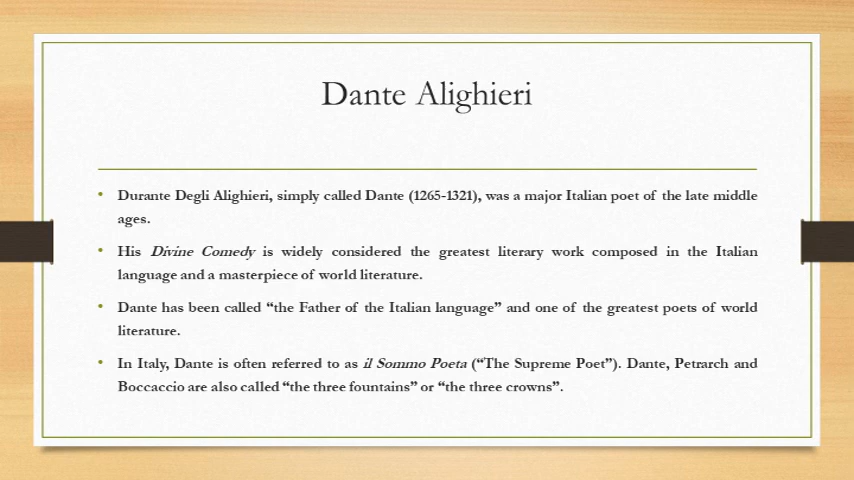 Dante Alighieri
• Durante Degli Alighieri, simply called Dante (1265-1321), was a major Italian poet of the late middle
ages.
• His Divine Comedy is widely considered the greatest literary work composed in the Italian
language and a masterpiece of world literature.
• Dante has been called “the Father of the Italian language” and one of the greatest poets of world
literature.
• In Italy, Dante is often referred to as il Sommo Poeta (“The Supreme Poet”). Dante, Petrarch and
Boccaccio are also called “the three fountains” or “the three crowns”.